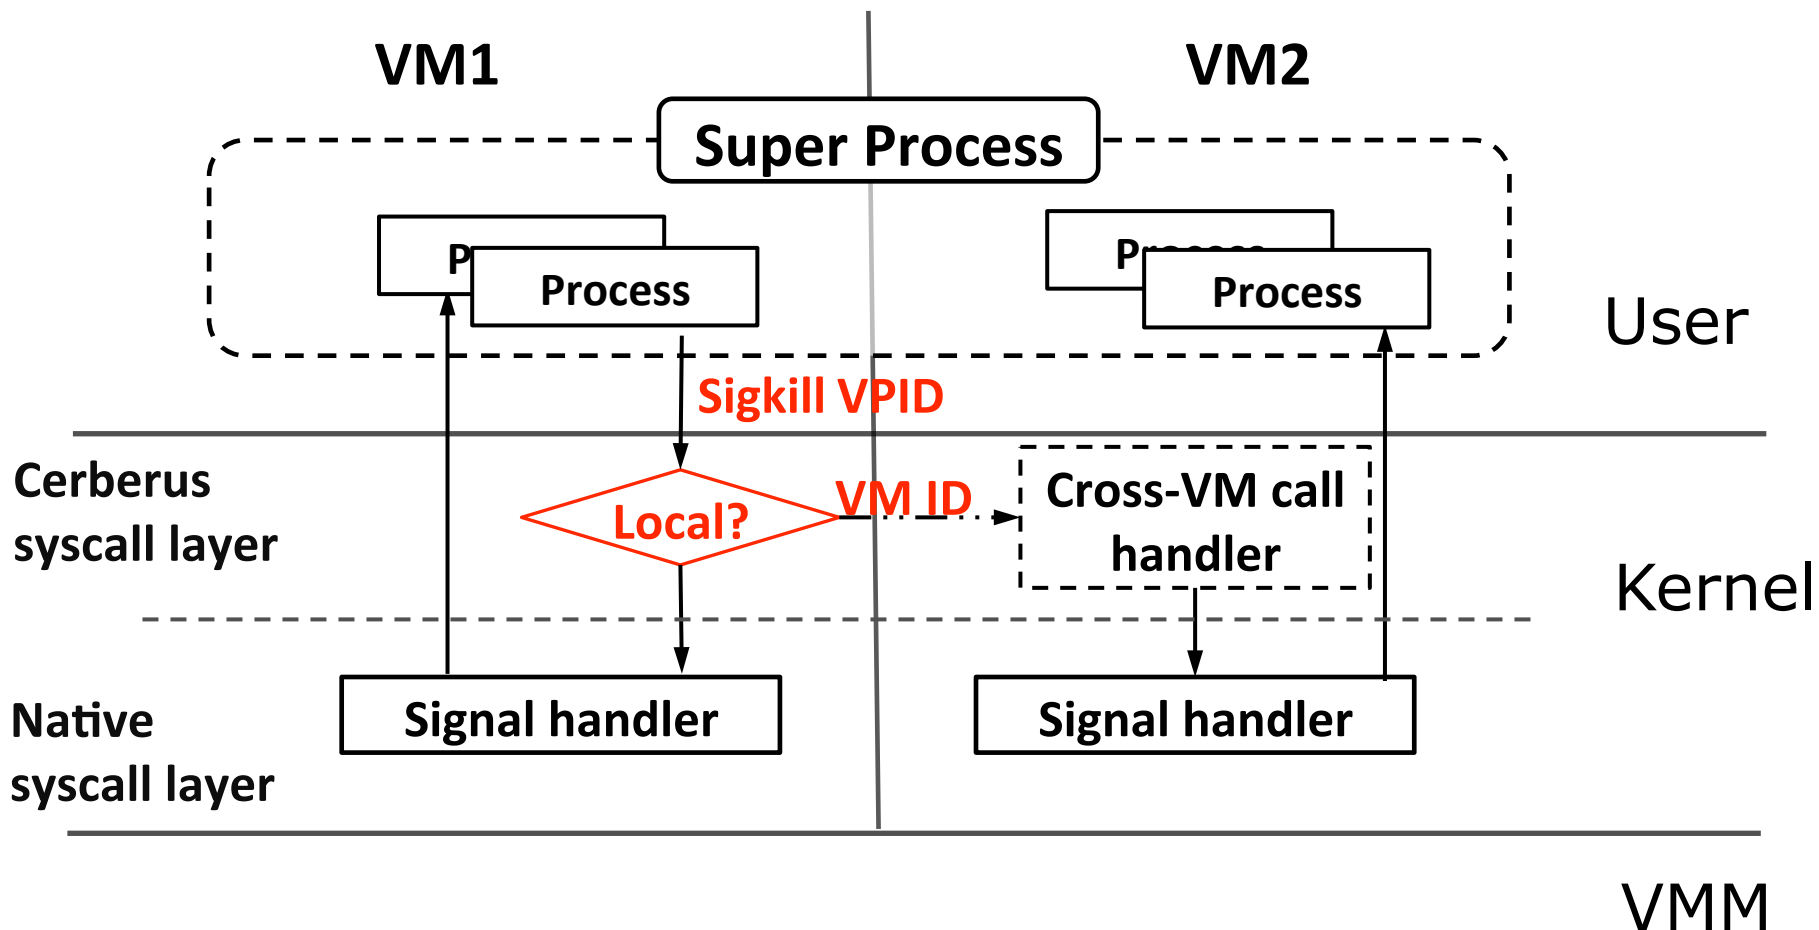 VM1
VM2
Super Process
P
Process
Process
Process
User
Sigkill VPID
Cerberus
syscall layer
Local?
VM ID
Cross-VM call
handler
Kernel
Native
syscall layer
Signal handler
Signal handler
VMM